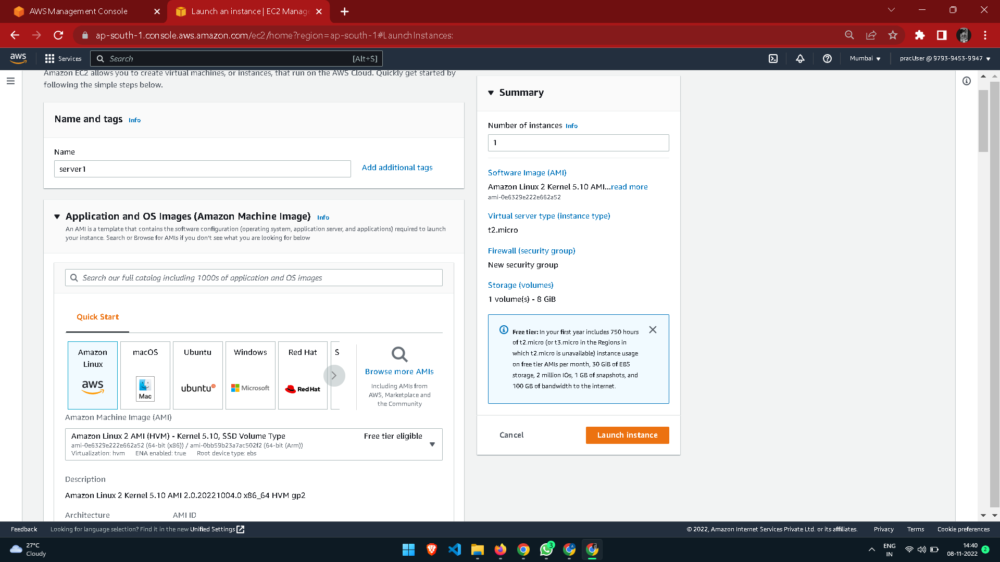 AWS Management Console
Launch an instance | EC2 Manage
ap-south-1.console.aws.amazon.com/ec2/home?region=ap-south-1#LaunchInstances:
aws
Services
Search
[Alt+S]
Mumbai
pracUser @ 9793-9453-9947
Amazon EC2 allows you to create virtual machines, or instances, that run on the AWS Cloud. Quickly get started by
following the simple steps below.
Name and tags Info
Name
server1
Add additional tags
Application and OS Images (Amazon Machine Image) Info
An AMI is a template that contains the software configuration (operating system, application server, and applications) required to launch
your instance. Search or Browse for AMIs if you don't see what you are looking for below
Search our full catalog including 1000s of application and OS images
Quick Start
Amazon
Linux
aws
macOS
Mac
Ubuntu
ubuntu
Windows
Microsoft
Red Hat
Red Hat
S
Browse more AMIs
Including AMIs from
AWS, Marketplace and
the Community
Amazon Machine Image (AMI)
Amazon Linux 2 AMI (HVM) - Kernel 5.10, SSD Volume Type
Free tier eligible
ami-0e6329e222e662a52 (64-bit (x86)) / ami-0bb59b23a7ac502f2 (64-bit (Arm))
Virtualization: hvm ENA enabled: true Root device type: ebs
Description
Amazon Linux 2 Kernel 5.10 AMI 2.0.20221004.0 x86_64 HVM gp2
Architecture AMI ID
Summary
Number of instances Info
1
Software Image (AMI)
Amazon Linux 2 Kernel 5.10 AMI...read more
ami-0e6329e222e662a52
Virtual server type (instance type)
t2.micro
Firewall (security group)
New security group
Storage (volumes)
1 volume(s) - 8 GiB
Free tier: In your first year includes 750 hours
of t2.micro (or t3.micro in the Regions in
which t2.micro is unavailable) instance usage
on free tier AMIs per month, 30 GiB of EBS
storage, 2 million IOs, 1 GB of snapshots, and
100 GB of bandwidth to the internet.
Cancel
Launch instance
Feedback
Looking for language selection? Find it in the new Unified Settings
© 2022, Amazon Internet Services Private Ltd. or its affiliates.
Privacy
Terms
Cookie preferences
27°C
Cloudy
3
ENG
IN
14:40
08-11-2022
2